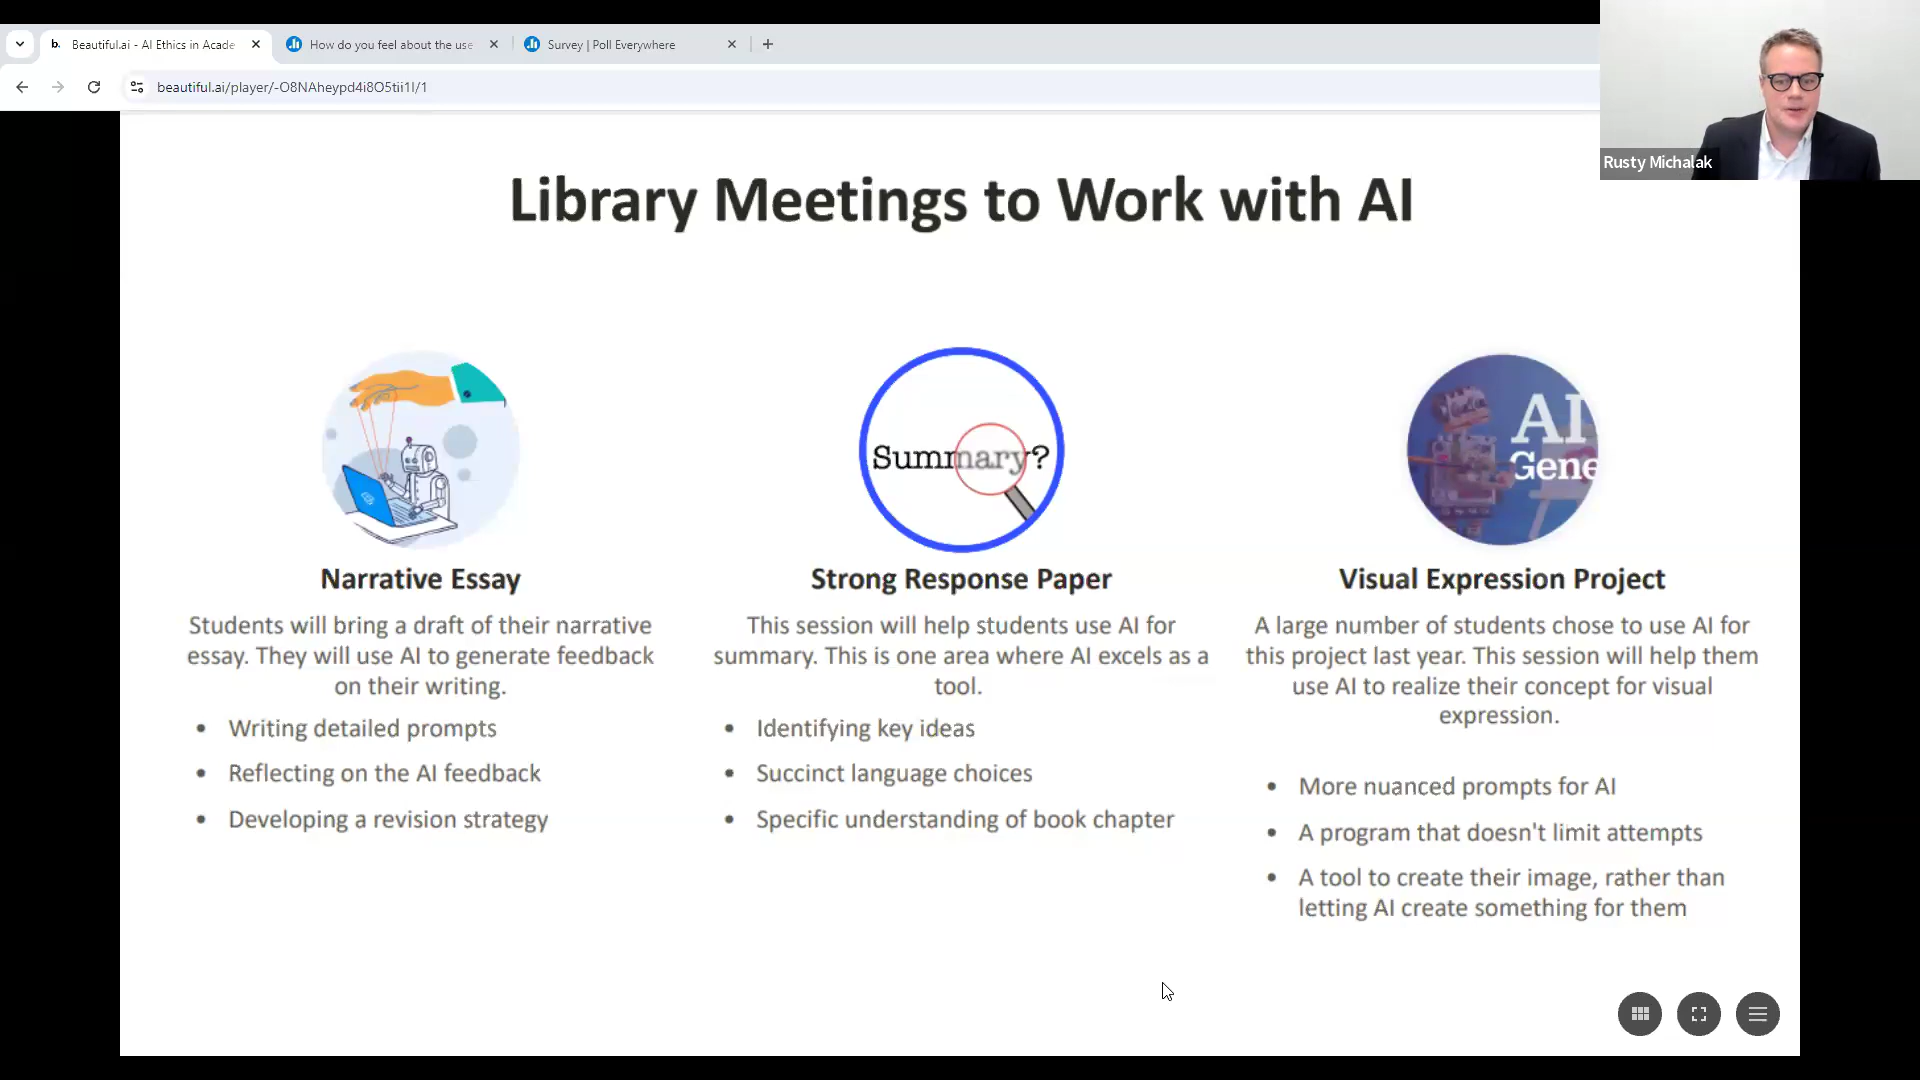 b. Beautiful.ai - AI Ethics in Acade
How do you feel about the use
Survey | Poll Everywhere
beautiful.ai/player/-O8NAheypd4i8O5tii1I/1
Rusty Michalak
Library Meetings to Work with AI
Summary?
AI
Gene
Narrative Essay
Students will bring a draft of their narrative
essay. They will use AI to generate feedback
on their writing.
• Writing detailed prompts
• Reflecting on the AI feedback
• Developing a revision strategy
Strong Response Paper
This session will help students use AI for
summary. This is one area where AI excels as a
tool.
• Identifying key ideas
• Succinct language choices
• Specific understanding of book chapter
Visual Expression Project
A large number of students chose to use AI for
this project last year. This session will help them
use AI to realize their concept for visual
expression.
• More nuanced prompts for AI
• A program that doesn't limit attempts
• A tool to create their image, rather than
letting AI create something for them